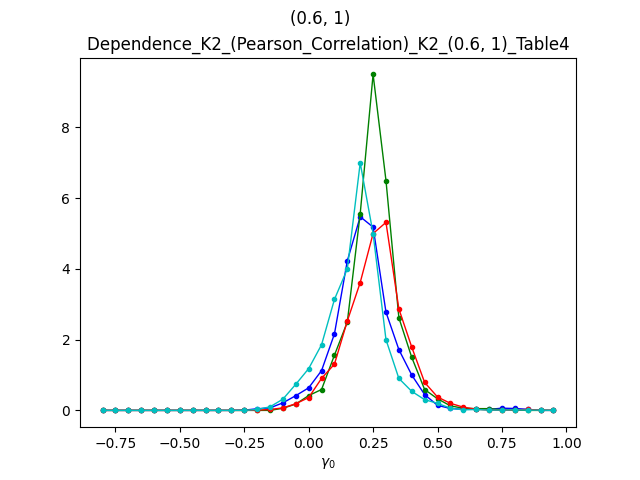 (0.6, 1)
Dependence_K2_(Pearson_Correlation)_K2_(0.6, 1)_Table4
8
6
4
2
0
−0.75 −0.50 −0.25 0.00 0.25 0.50 0.75 1.00
γ₀